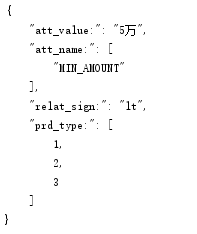 {
"att_value:": "5万",
"att_name:": [
"MIN_AMOUNT"
],
"relat_sign:": "lt",
"prd_type:": [
1,
2,
3
]
}